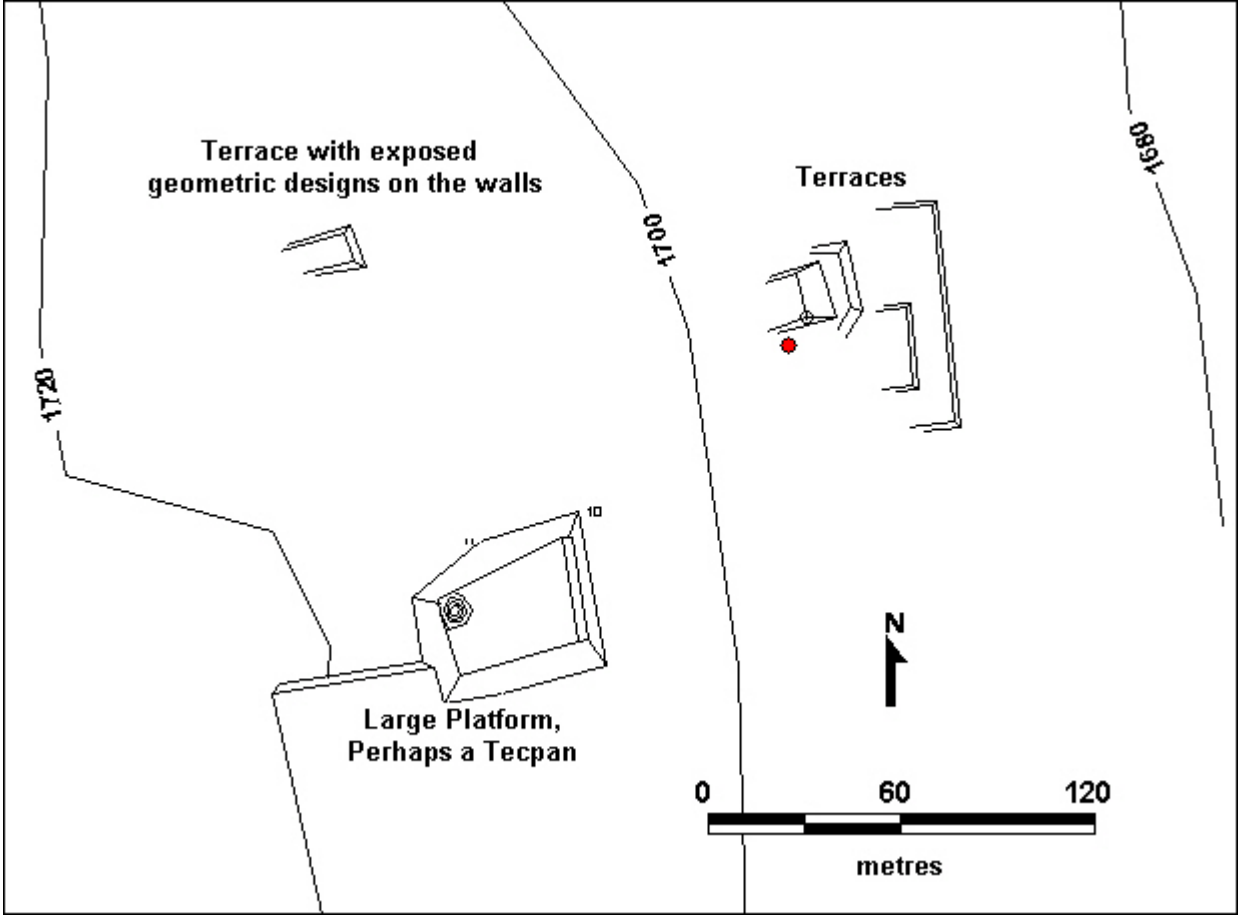 Terrace with exposed
geometric designs on the walls
Terraces
1680
1700
1720
10
11
N
Large Platform,
Perhaps a Tecpan
0 60 120
metres